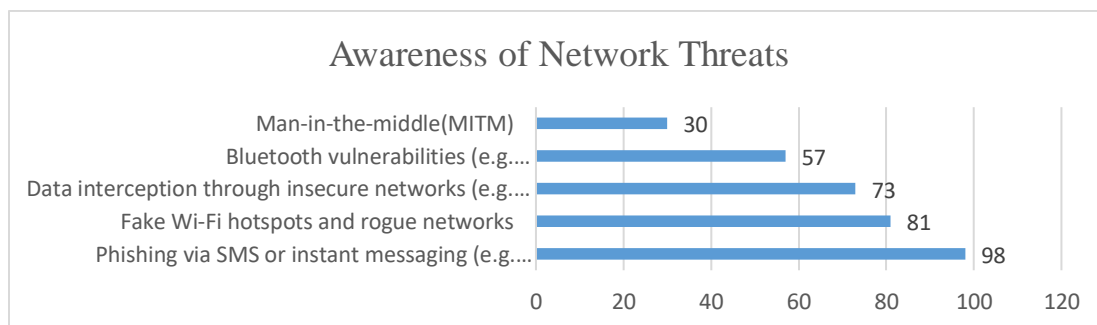 Awareness of Network Threats
Man-in-the-middle(MITM)
30
Bluetooth vulnerabilities (e.g.…
57
Data interception through insecure networks (e.g.…
73
Fake Wi-Fi hotspots and rogue networks
81
Phishing via SMS or instant messaging (e.g.…
98
0 20 40 60 80 100 120